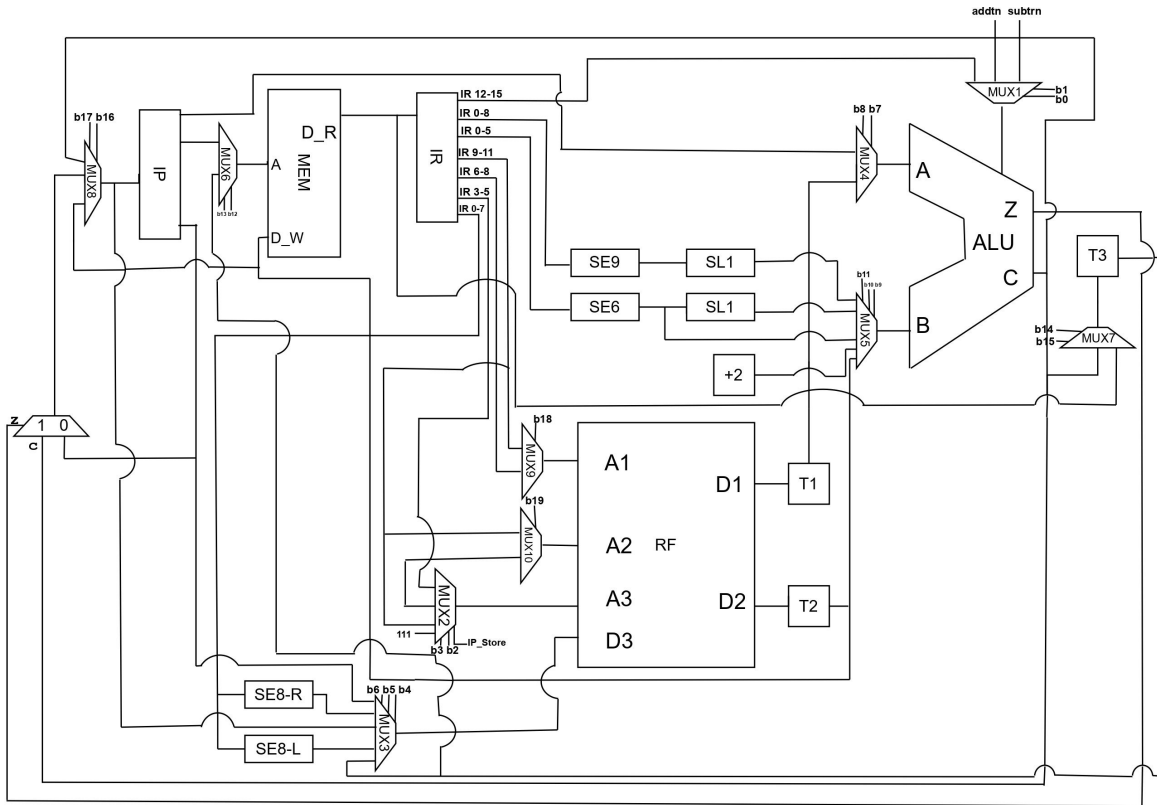 addtn subtrn
MUX1
b1
b0
IR 12-15
IR 0-8
IR 0-5
IR 9-11
IR 6-8
IR 3-5
IR 0-7
b17 b16
MUX8
IP
MUX6
b13 b12
A
D_R
MEM
D_W
IR
b8 b7
MUX4
A
B
ALU
Z
C
T3
b14
b15
MUX7
SE9
SL1
SE6
SL1
+2
b11
b10 b9
MUX5
z
1 0
c
b18
MUX9
b19
MUX10
A1
A2
A3
D3
RF
D1
D2
T1
T2
MUX2
111
b3 b2
IP_Store
SE8-R
SE8-L
b6 b5 b4
MUX3